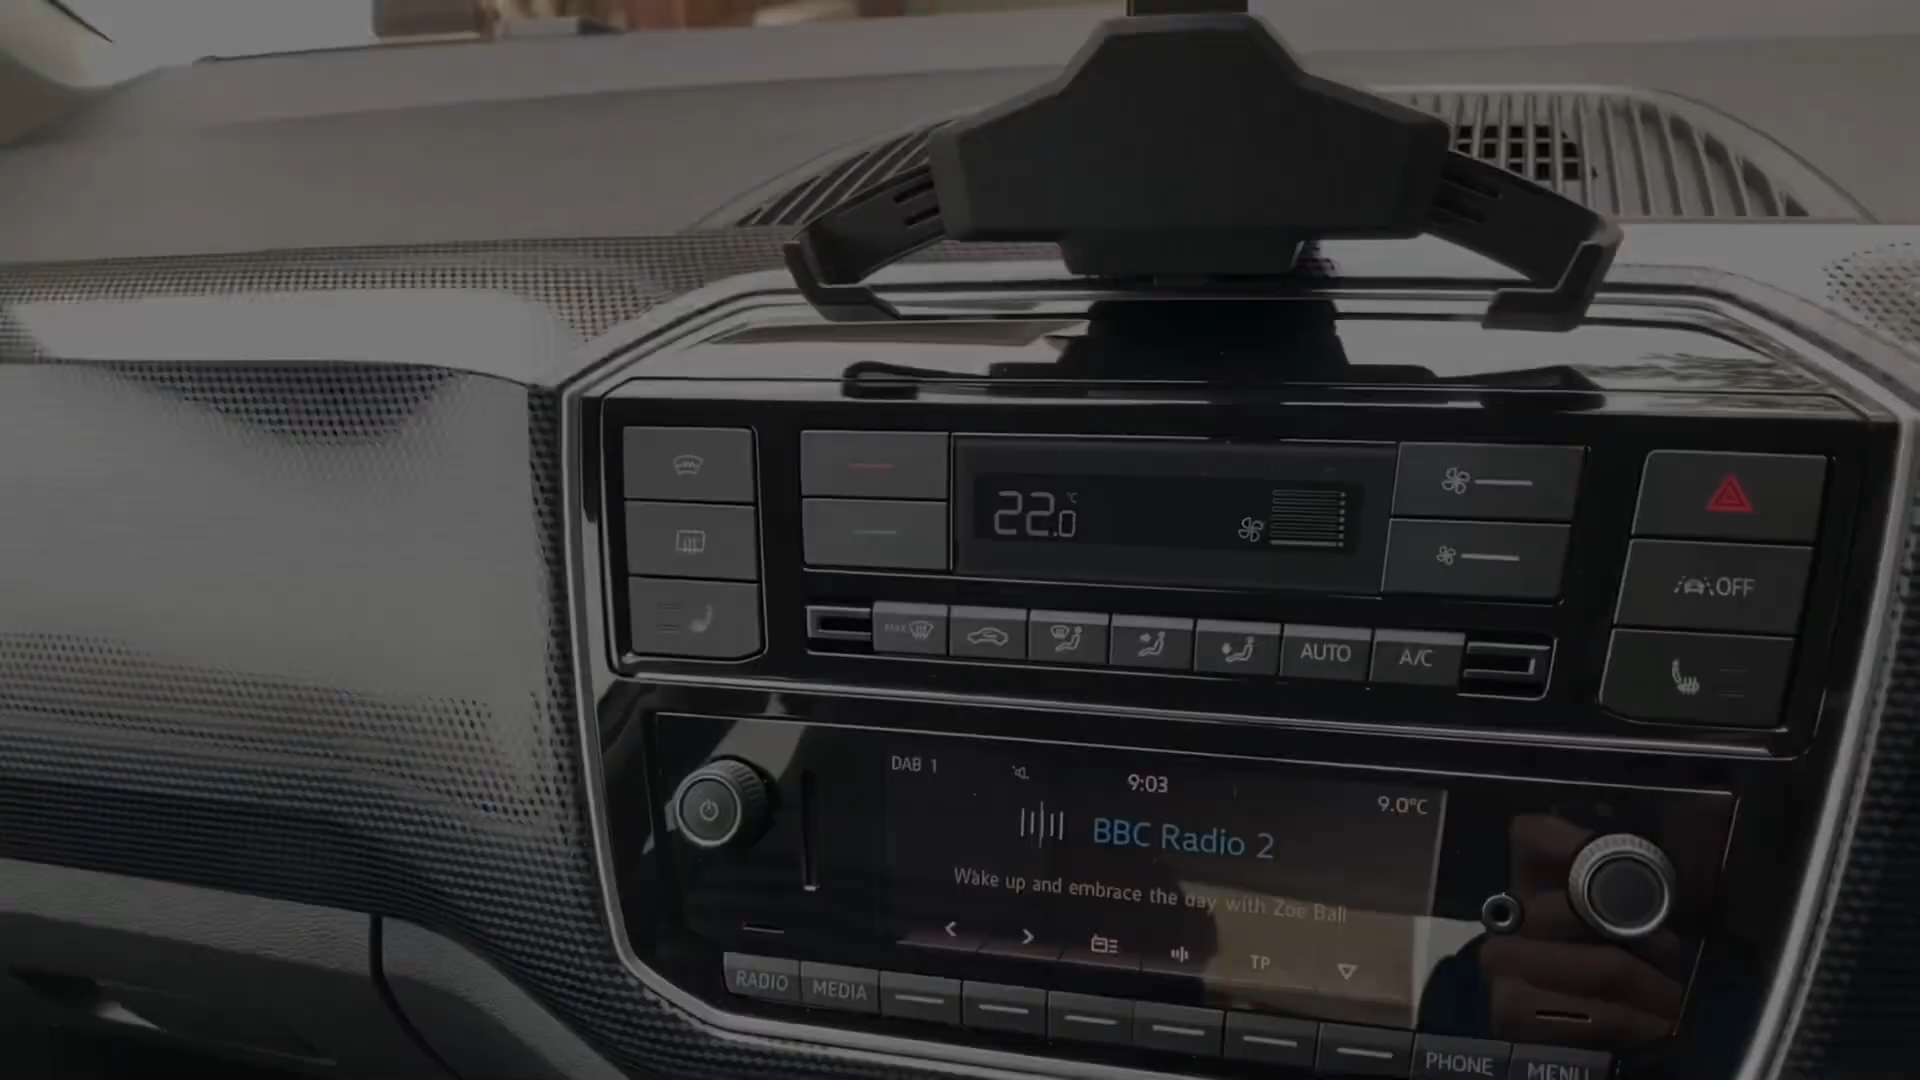 22.0 °C
MAX
AUTO
A/C
OFF
DAB 1
9:03
9.0°C
BBC Radio 2
Wake up and embrace the day with Zoe Ball
TP
RADIO
MEDIA
PHONE
MENU